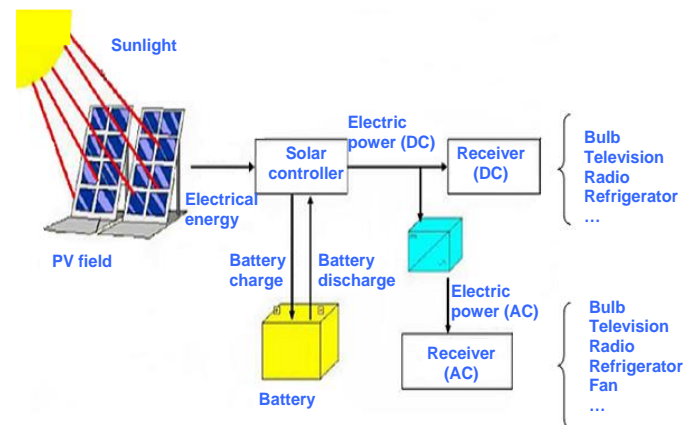 Sunlight
Electric
power (DC)
Solar
controller
Receiver
(DC)
Bulb
Television
Radio
Refrigerator
…
Electrical
energy
PV field
Battery
charge
Battery
discharge
Electric
power (AC)
Battery
Receiver
(AC)
Bulb
Television
Radio
Refrigerator
Fan
…